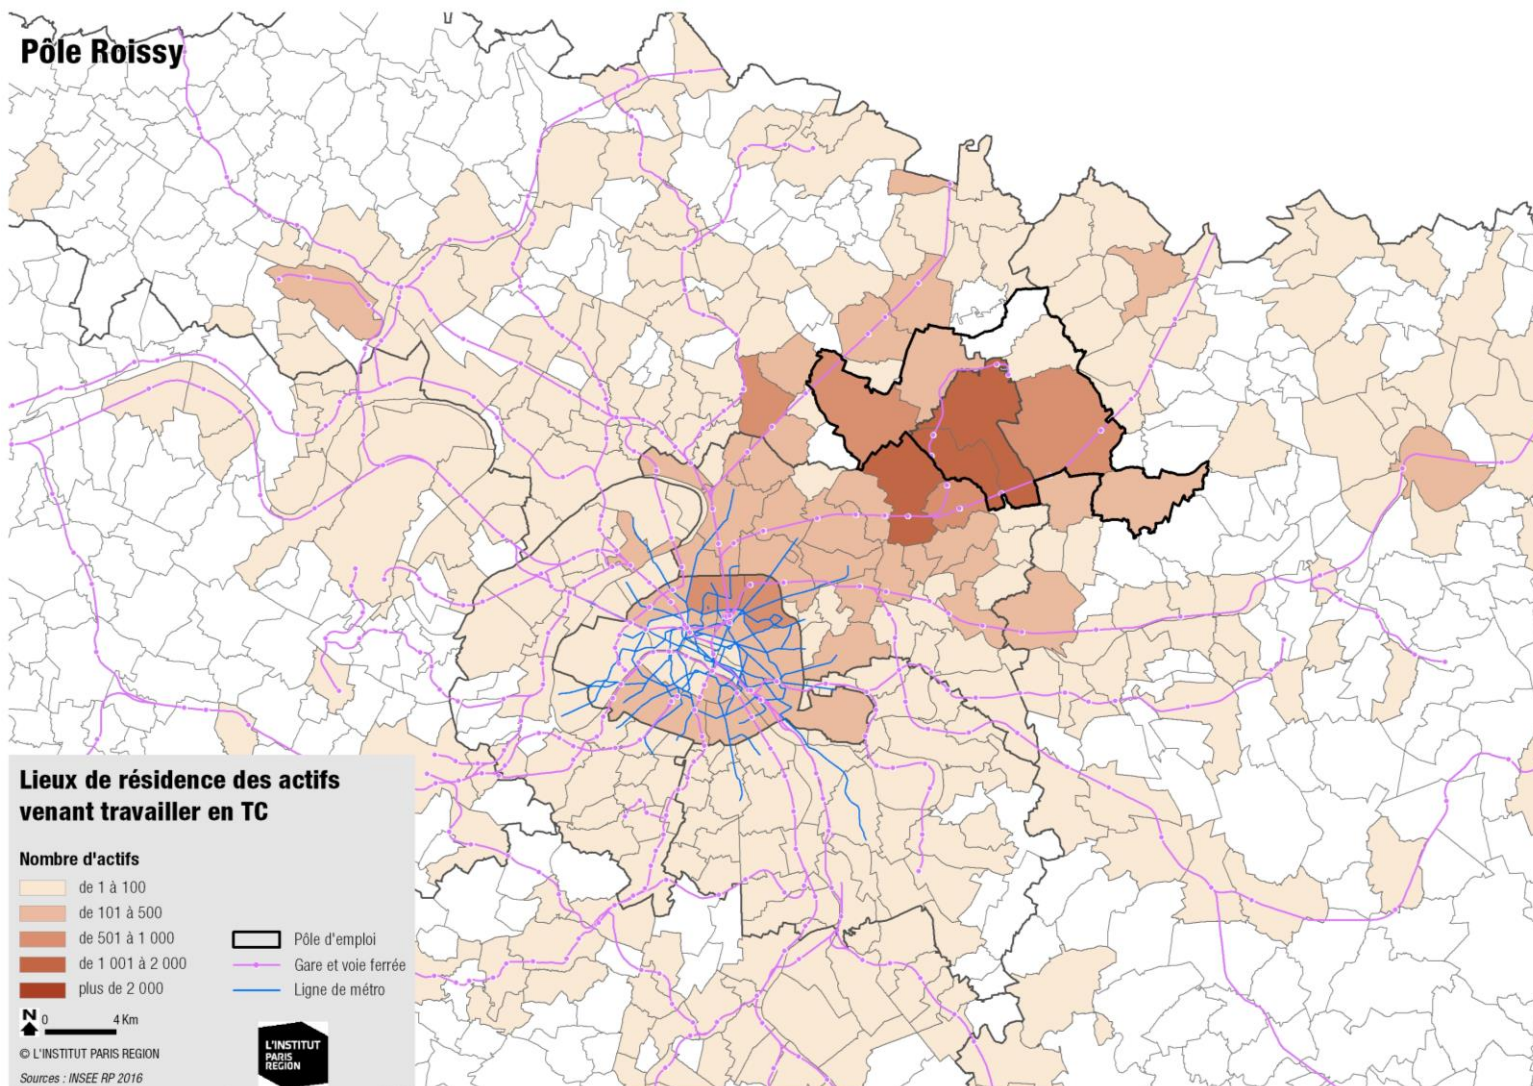 Pôle Roissy
Lieux de résidence des actifs
venant travailler en TC
Nombre d'actifs
de 1 à 100
de 101 à 500
de 501 à 1 000
de 1 001 à 2 000
plus de 2 000
Pôle d'emploi
Gare et voie ferrée
Ligne de métro
N
0 4 Km
© L'INSTITUT PARIS REGION
Sources : INSEE RP 2016
L'INSTITUT
PARIS
REGION